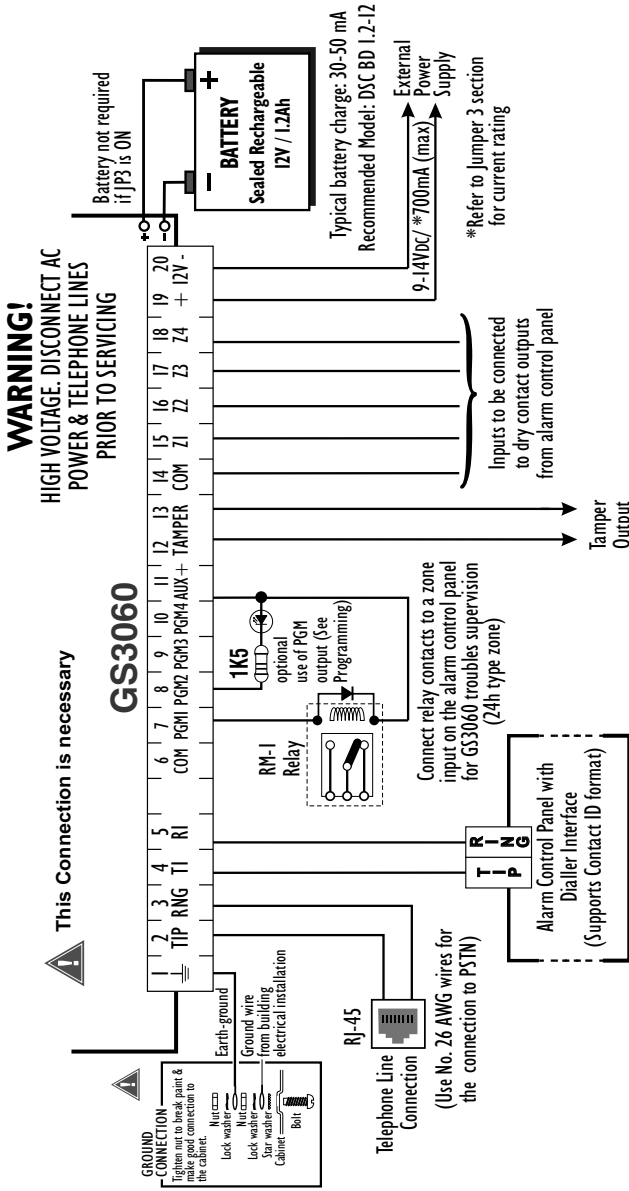 WARNING!
HIGH VOLTAGE. DISCONNECT AC
POWER & TELEPHONE LINES
PRIOR TO SERVICING
This Connection is necessary
GS3060
Battery not required
if JP3 is ON
+
–
– +
BATTERY
Sealed Rechargeable
12V / 1.2Ah
Typical battery charge: 30-50 mA
Recommended Model: DSC BD 1.2-12
1 2 3 4 5 6 7 8 9 10 11 12 13 14 15 16 17 18 19 20
TIP RNG T1 R1 COM PGM1 PGM2 PGM3 PGM4 AUX+ TAMPER COM Z1 Z2 Z3 Z4 + 12V -
External
Power
Supply
9-14VDC/ *700mA (max)
*Refer to Jumper 3 section
for current rating
Inputs to be connected
to dry contact outputs
from alarm control panel
Tamper
Output
1K5
optional
use of PGM
output (See
Programming)
RM-1
Relay
Connect relay contacts to a zone
input on the alarm control panel
for GS3060 troubles supervision
(24h type zone)
TIP
RING
Alarm Control Panel with
Dialler Interface
(Supports Contact ID format)
RJ-45
Telephone Line
Connection
(Use No. 26 AWG wires for
the connection to PSTN)
GROUND
CONNECTION
Tighten nut to break paint &
make good connection to
the cabinet.
Nut
Lock washer
Nut
Lock washer
Star washer
Cabinet
Bolt
Earth-ground
Ground wire
from building
electrical installation